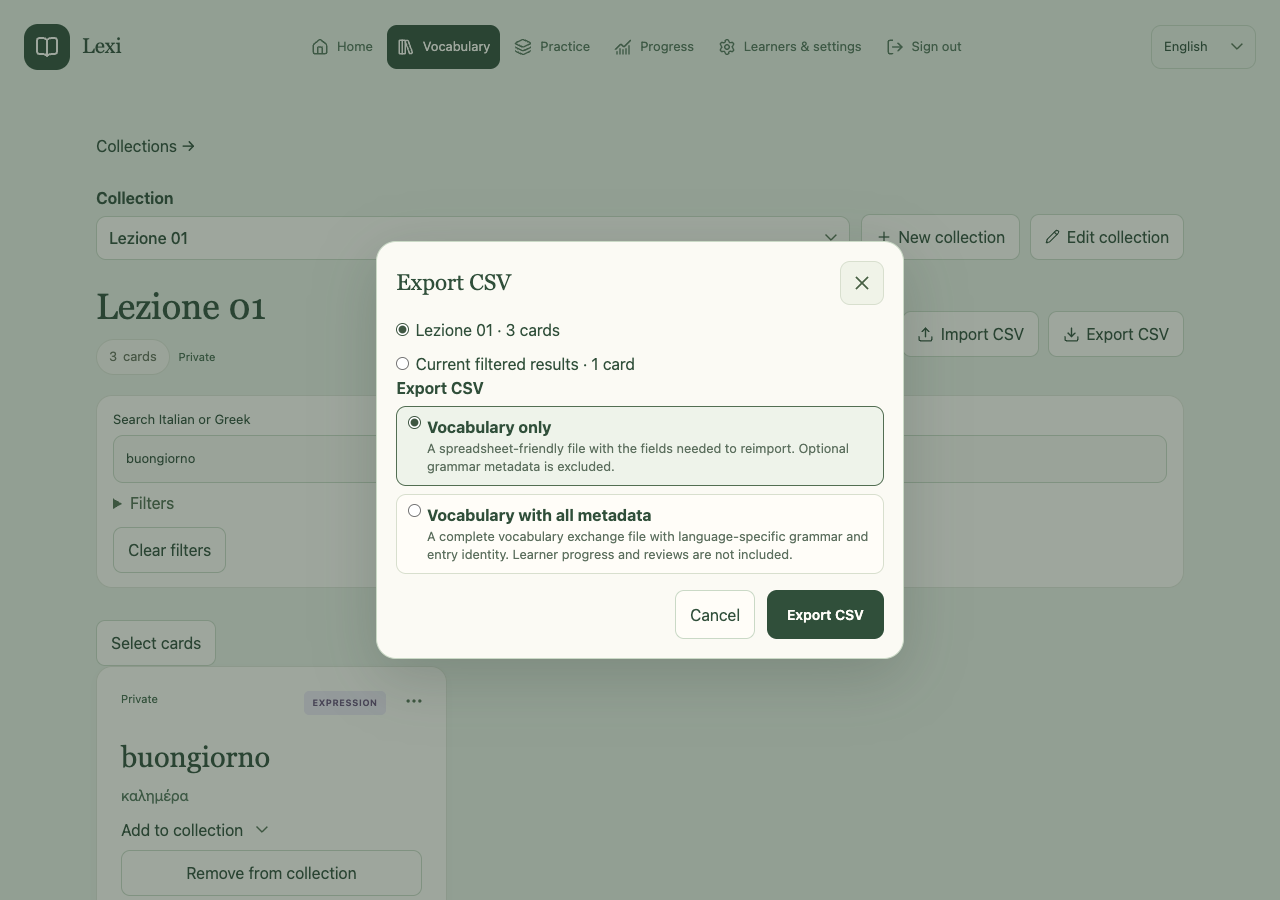 Lexi
Home
Vocabulary
Practice
Progress
Learners & settings
Sign out
English
Collections →
Collection
Lezione 01
New collection
Edit collection
Lezione 01
3 cards
Private
Import CSV
Export CSV
Search Italian or Greek
buongiorno
Filters
Clear filters
Export CSV
Lezione 01 · 3 cards
Current filtered results · 1 card
Export CSV
Vocabulary only
A spreadsheet-friendly file with the fields needed to reimport. Optional
grammar metadata is excluded.
Vocabulary with all metadata
A complete vocabulary exchange file with language-specific grammar and
entry identity. Learner progress and reviews are not included.
Cancel
Export CSV
Select cards
Private
EXPRESSION
buongiorno
καλημέρα
Add to collection
Remove from collection